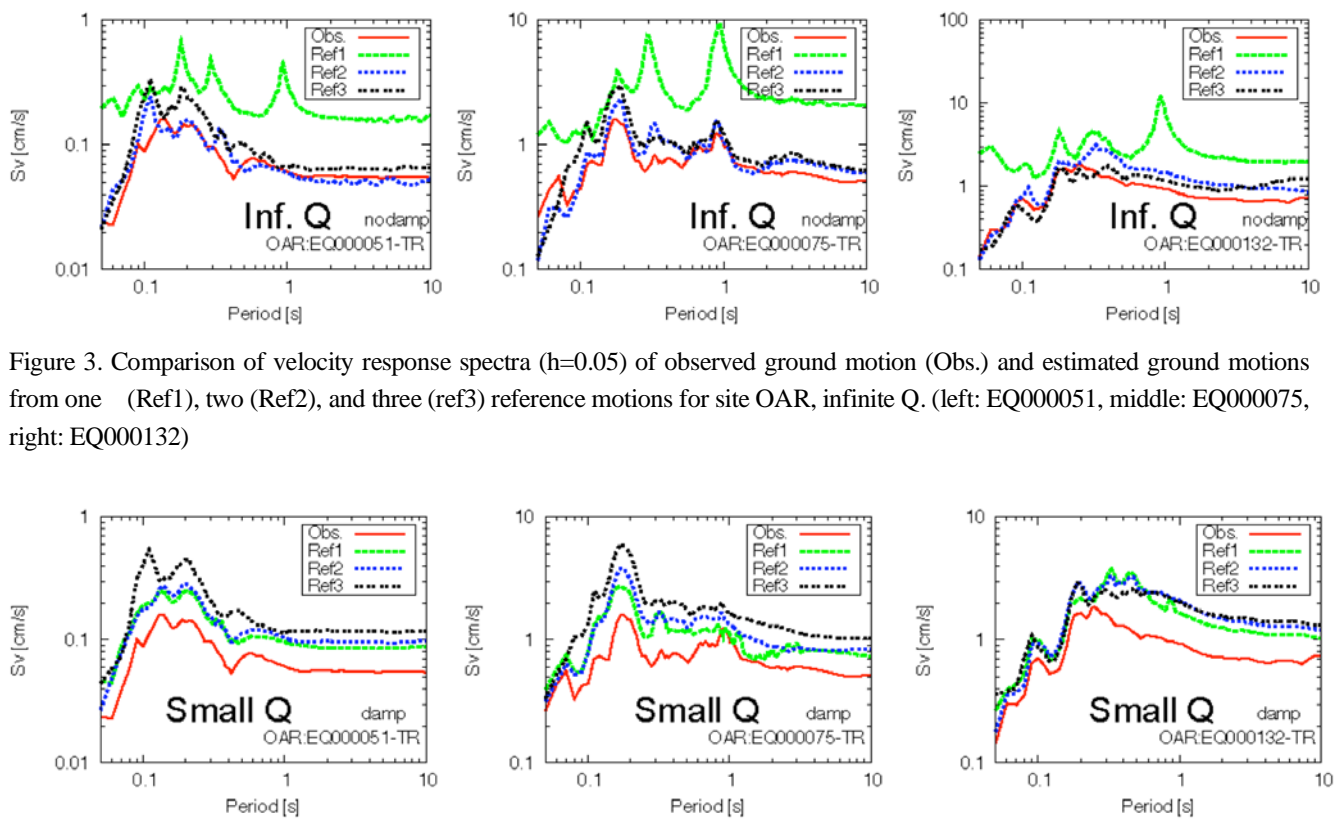 1
0.1
0.01
Sv [cm/s]
Obs.
Ref1
Ref2
Ref3
Inf. Q nodamp
OAR:EQ000051-TR
0.1 1 10
Period [s]
10
1
0.1
Sv [cm/s]
Obs.
Ref1
Ref2
Ref3
Inf. Q nodamp
OAR:EQ000075-TR
0.1 1 10
Period [s]
100
10
1
0.1
Sv [cm/s]
Obs.
Ref1
Ref2
Ref3
Inf. Q nodamp
OAR:EQ000132-TR
0.1 1 10
Period [s]
Figure 3. Comparison of velocity response spectra (h=0.05) of observed ground motion (Obs.) and estimated ground motions
from one (Ref1), two (Ref2), and three (ref3) reference motions for site OAR, infinite Q. (left: EQ000051, middle: EQ000075,
right: EQ000132)
1
0.1
0.01
Sv [cm/s]
Obs.
Ref1
Ref2
Ref3
Small Q damp
OAR:EQ000051-TR
0.1 1 10
Period [s]
10
1
0.1
Sv [cm/s]
Obs.
Ref1
Ref2
Ref3
Small Q damp
OAR:EQ000075-TR
0.1 1 10
Period [s]
10
1
0.1
Sv [cm/s]
Obs.
Ref1
Ref2
Ref3
Small Q damp
OAR:EQ000132-TR
0.1 1 10
Period [s]